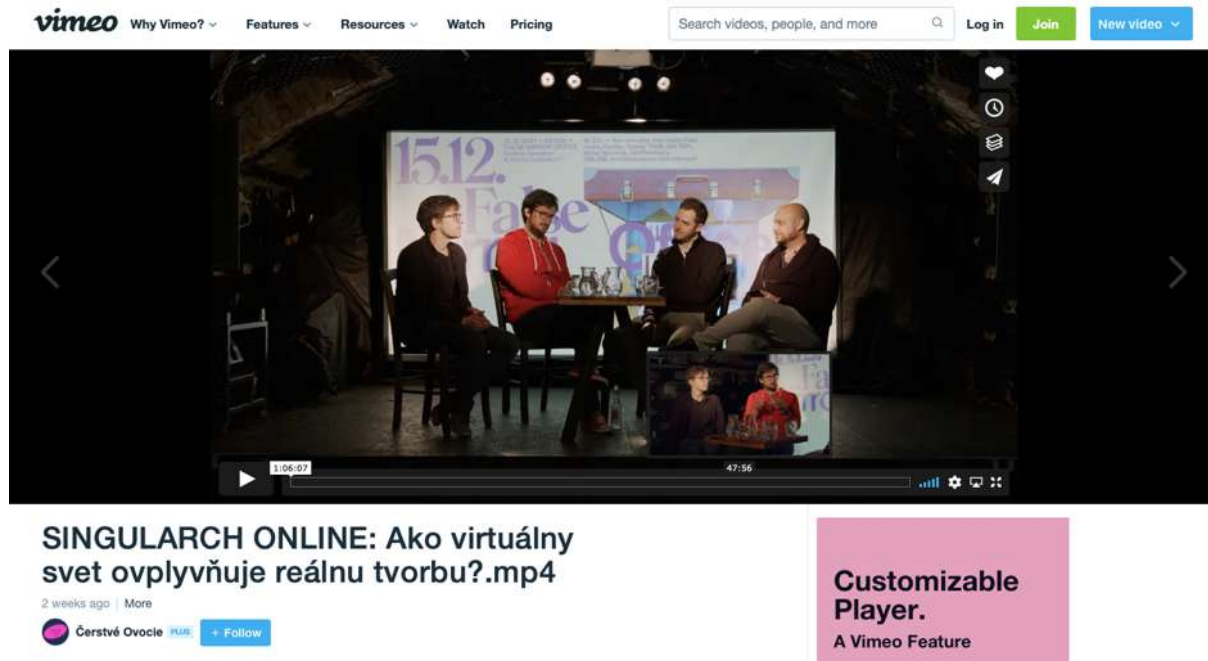 vimeo Why Vimeo? Features Resources Watch Pricing Search videos, people, and more Log in Join New video
15.12.
False
1:06:07
47:56
SINGULARCH ONLINE: Ako virtuálny
svet ovplyvňuje reálnu tvorbu?.mp4
2 weeks ago | More
Čerstvé Ovocie PLUS + Follow
Customizable
Player.
A Vimeo Feature